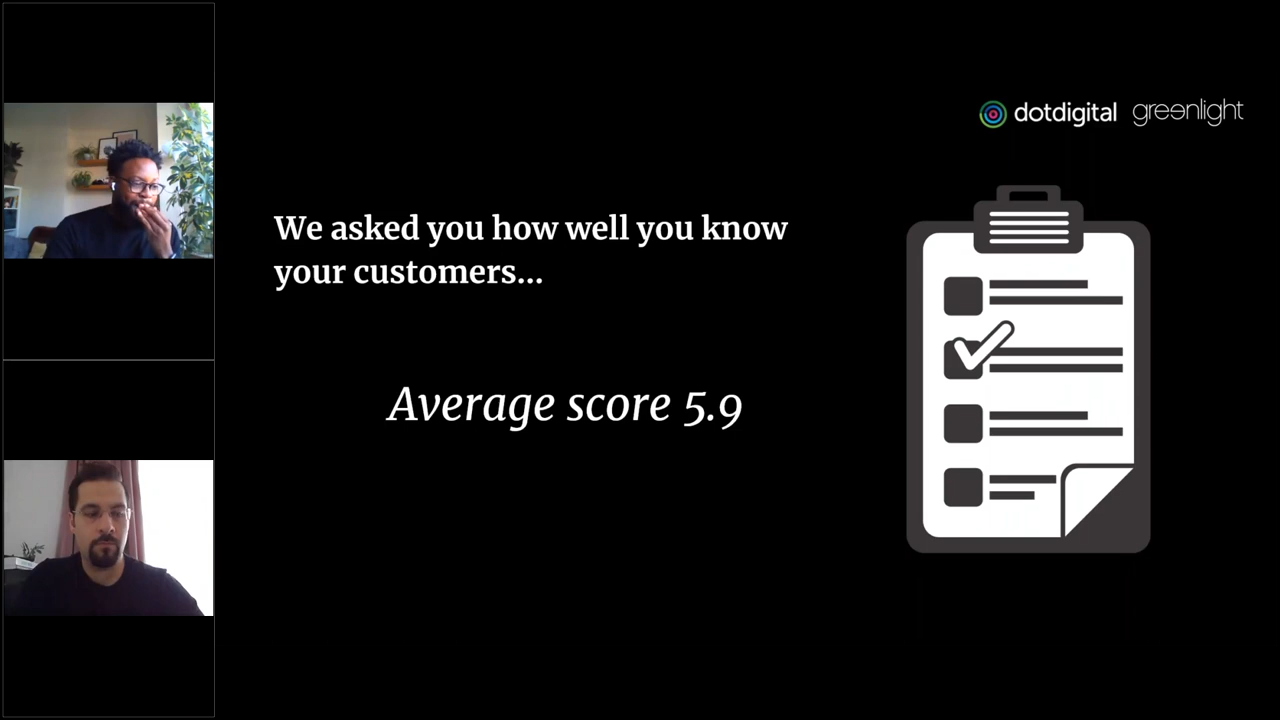 dotdigital greenlight
We asked you how well you know
your customers...
Average score 5.9